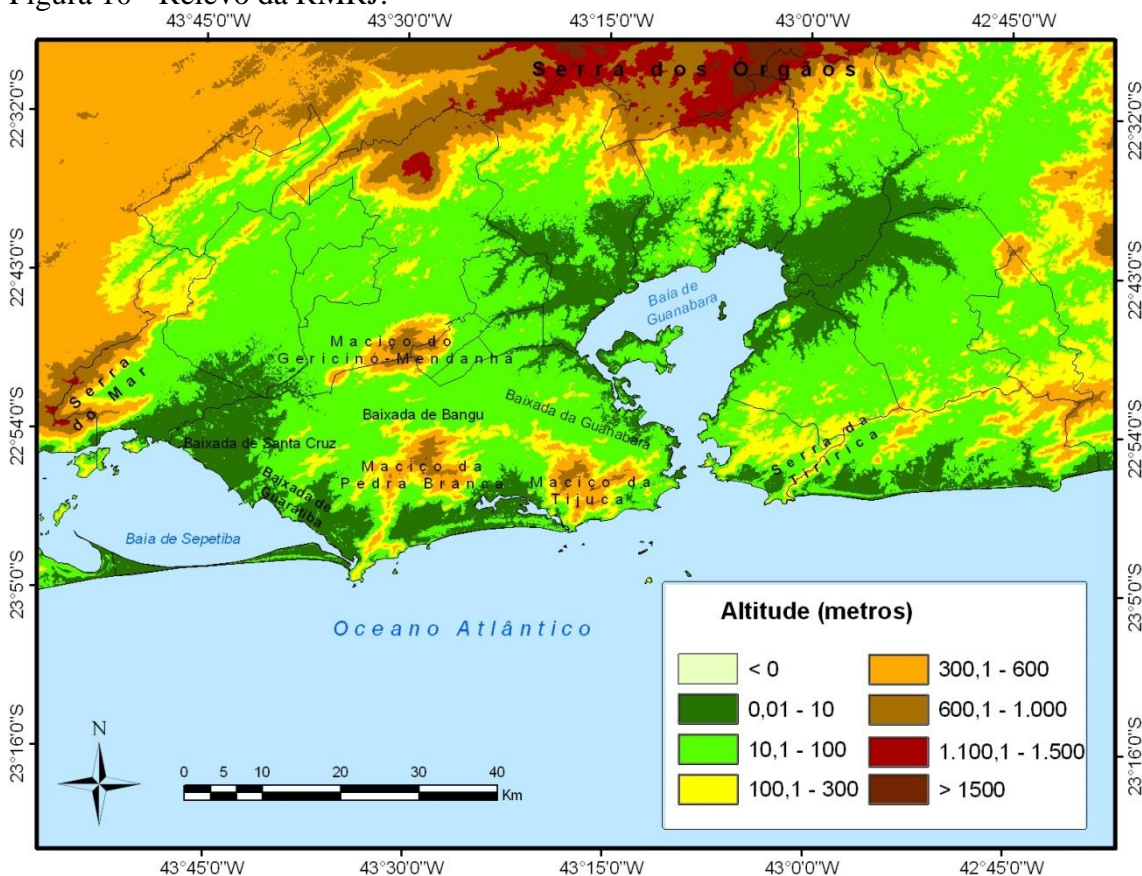 Figura - Relevo da RMRJ.
43°45'0"W 43°30'0"W 43°15'0"W 43°0'0"W 42°45'0"W
22°32'0"S
22°43'0"S
22°54'0"S
23°5'0"S
23°16'0"S
Serra dos Orgãos
Baia de
Guanabara
Maciço do
Gericinó-Mendanha
Serra
do Mar
Baixada de Bangu
Baixada da Guanabara
Baixada de Santa Cruz
Maciço da
Pedra Branca
Maciço da
Tijuca
Serra da
Tiririca
Baixada de
Guaratiba
Baia de Sepetiba
Oceano Atlântico
22°32'0"S
22°43'0"S
22°54'0"S
23°5'0"S
23°16'0"S
Altitude (metros)
< 0
0,01 - 10
10,1 - 100
100,1 - 300
300,1 - 600
600,1 - 1.000
1.100,1 - 1.500
> 1500
N
0 5 10 20 30 40
Km
43°45'0"W 43°30'0"W 43°15'0"W 43°0'0"W 42°45'0"W